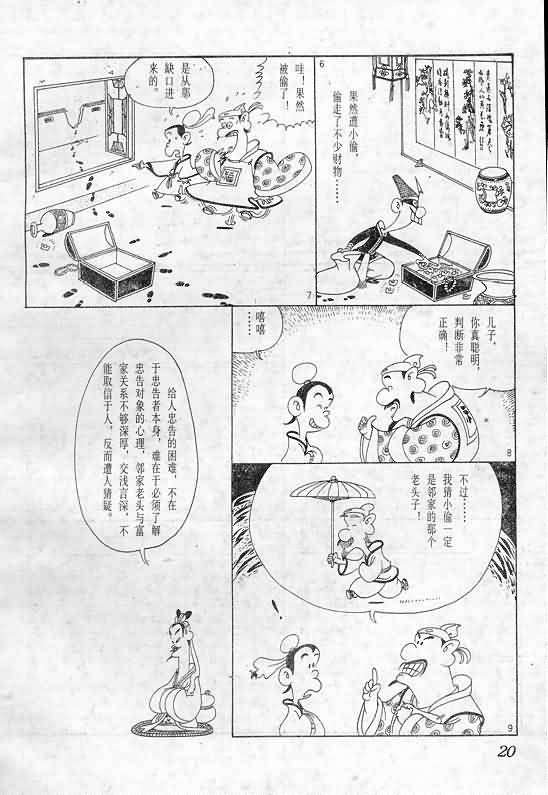 6
果然遭小偷,
偷走了不少财物……
哇!果然
被偷了!
是从那
缺口进
来的。
7
儿子,
你真聪明,
判断非常
正确!
嘻嘻
……
8
不过……
我猜小偷一定
是邻家的那个
老头子!
9
给人忠告的困难,不在
于忠告者本身,难在于必须了解
忠告对象的心理,邻家老头与富
家关系不够深厚,交浅言深,不
能取信于人,反而遭人猜疑。
20